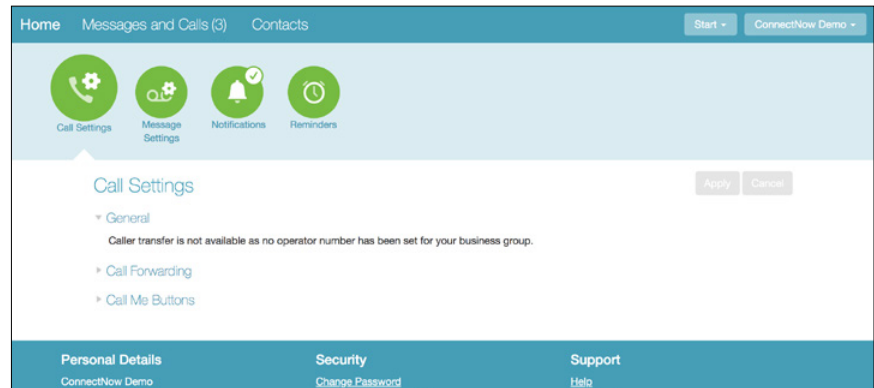 Home Messages and Calls (3) Contacts Start ConnectNow Demo
Call Settings Message Settings Notifications Reminders
Call Settings Apply Cancel
General
Caller transfer is not available as no operator number has been set for your business group.
Call Forwarding
Call Me Buttons
Personal Details Security Support
ConnectNow Demo Change Password Help